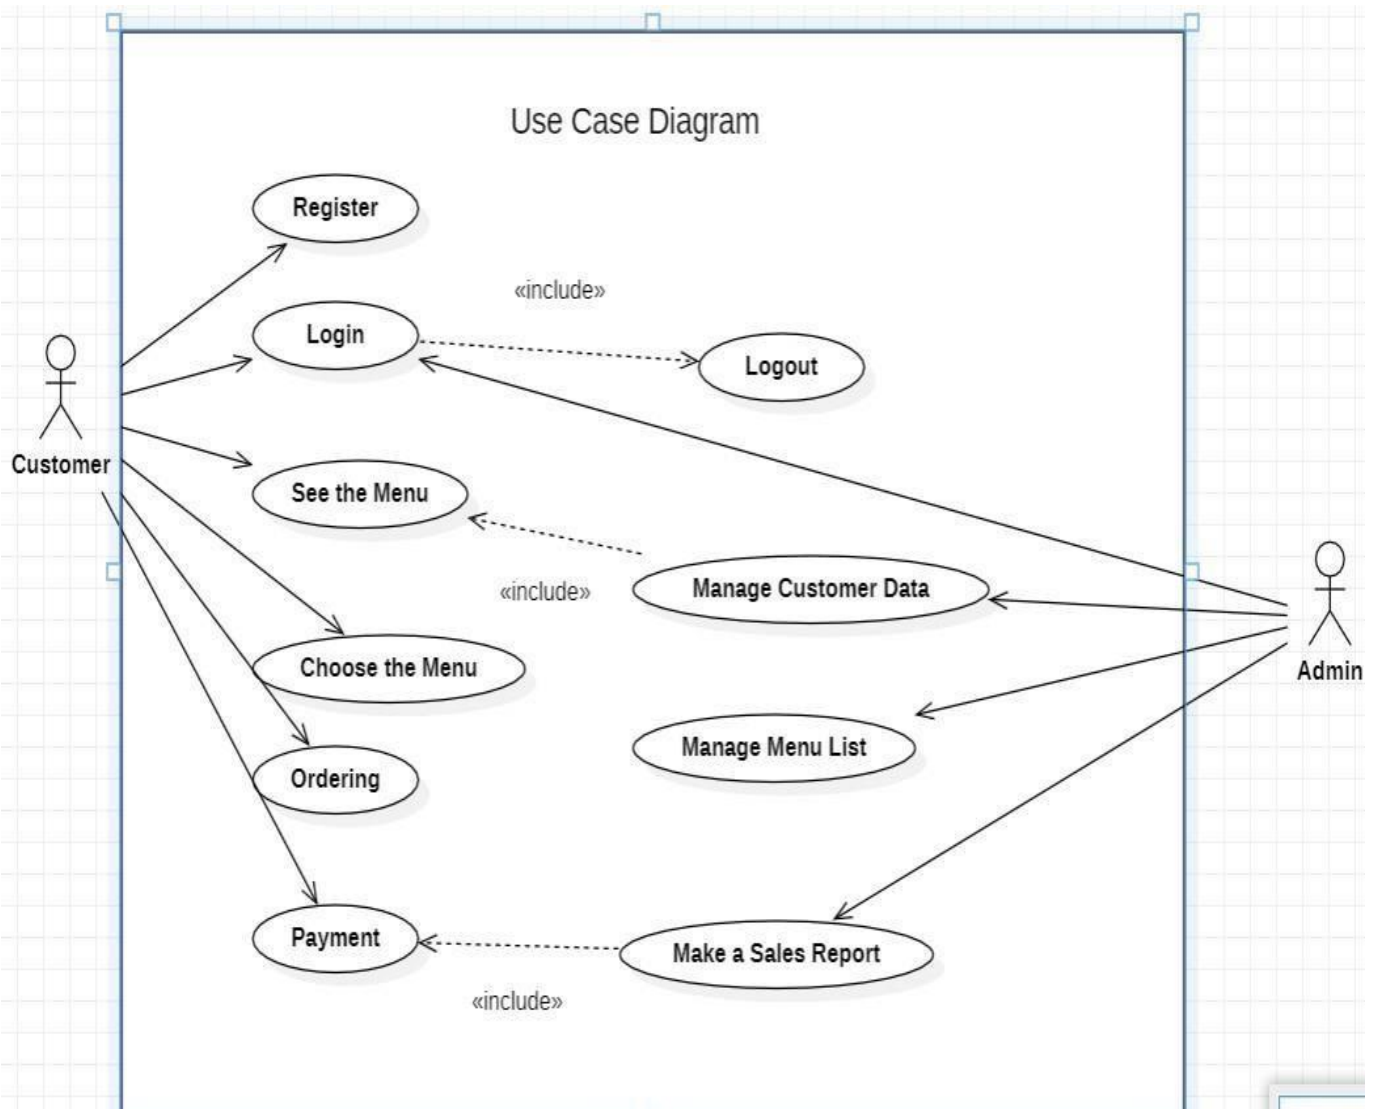 Use Case Diagram
Register
«include»
Login
Logout
Customer
See the Menu
«include»
Manage Customer Data
Admin
Choose the Menu
Manage Menu List
Ordering
Payment
Make a Sales Report
«include»